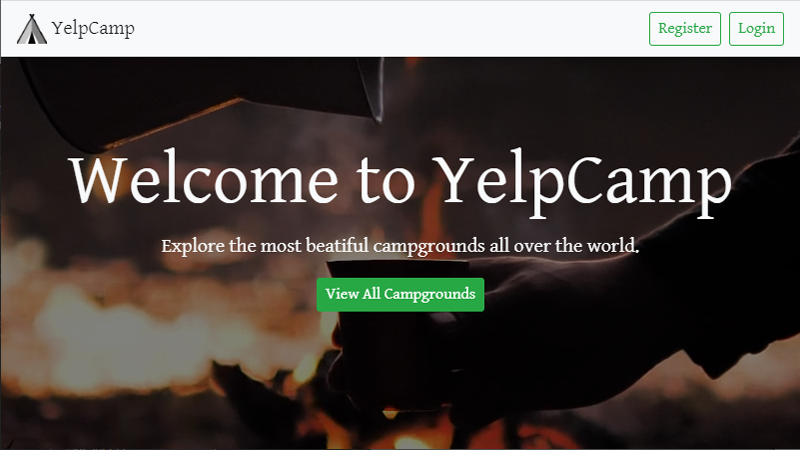 YelpCamp
Register
Login
Welcome to YelpCamp
Explore the most beatiful campgrounds all over the world.
View All Campgrounds